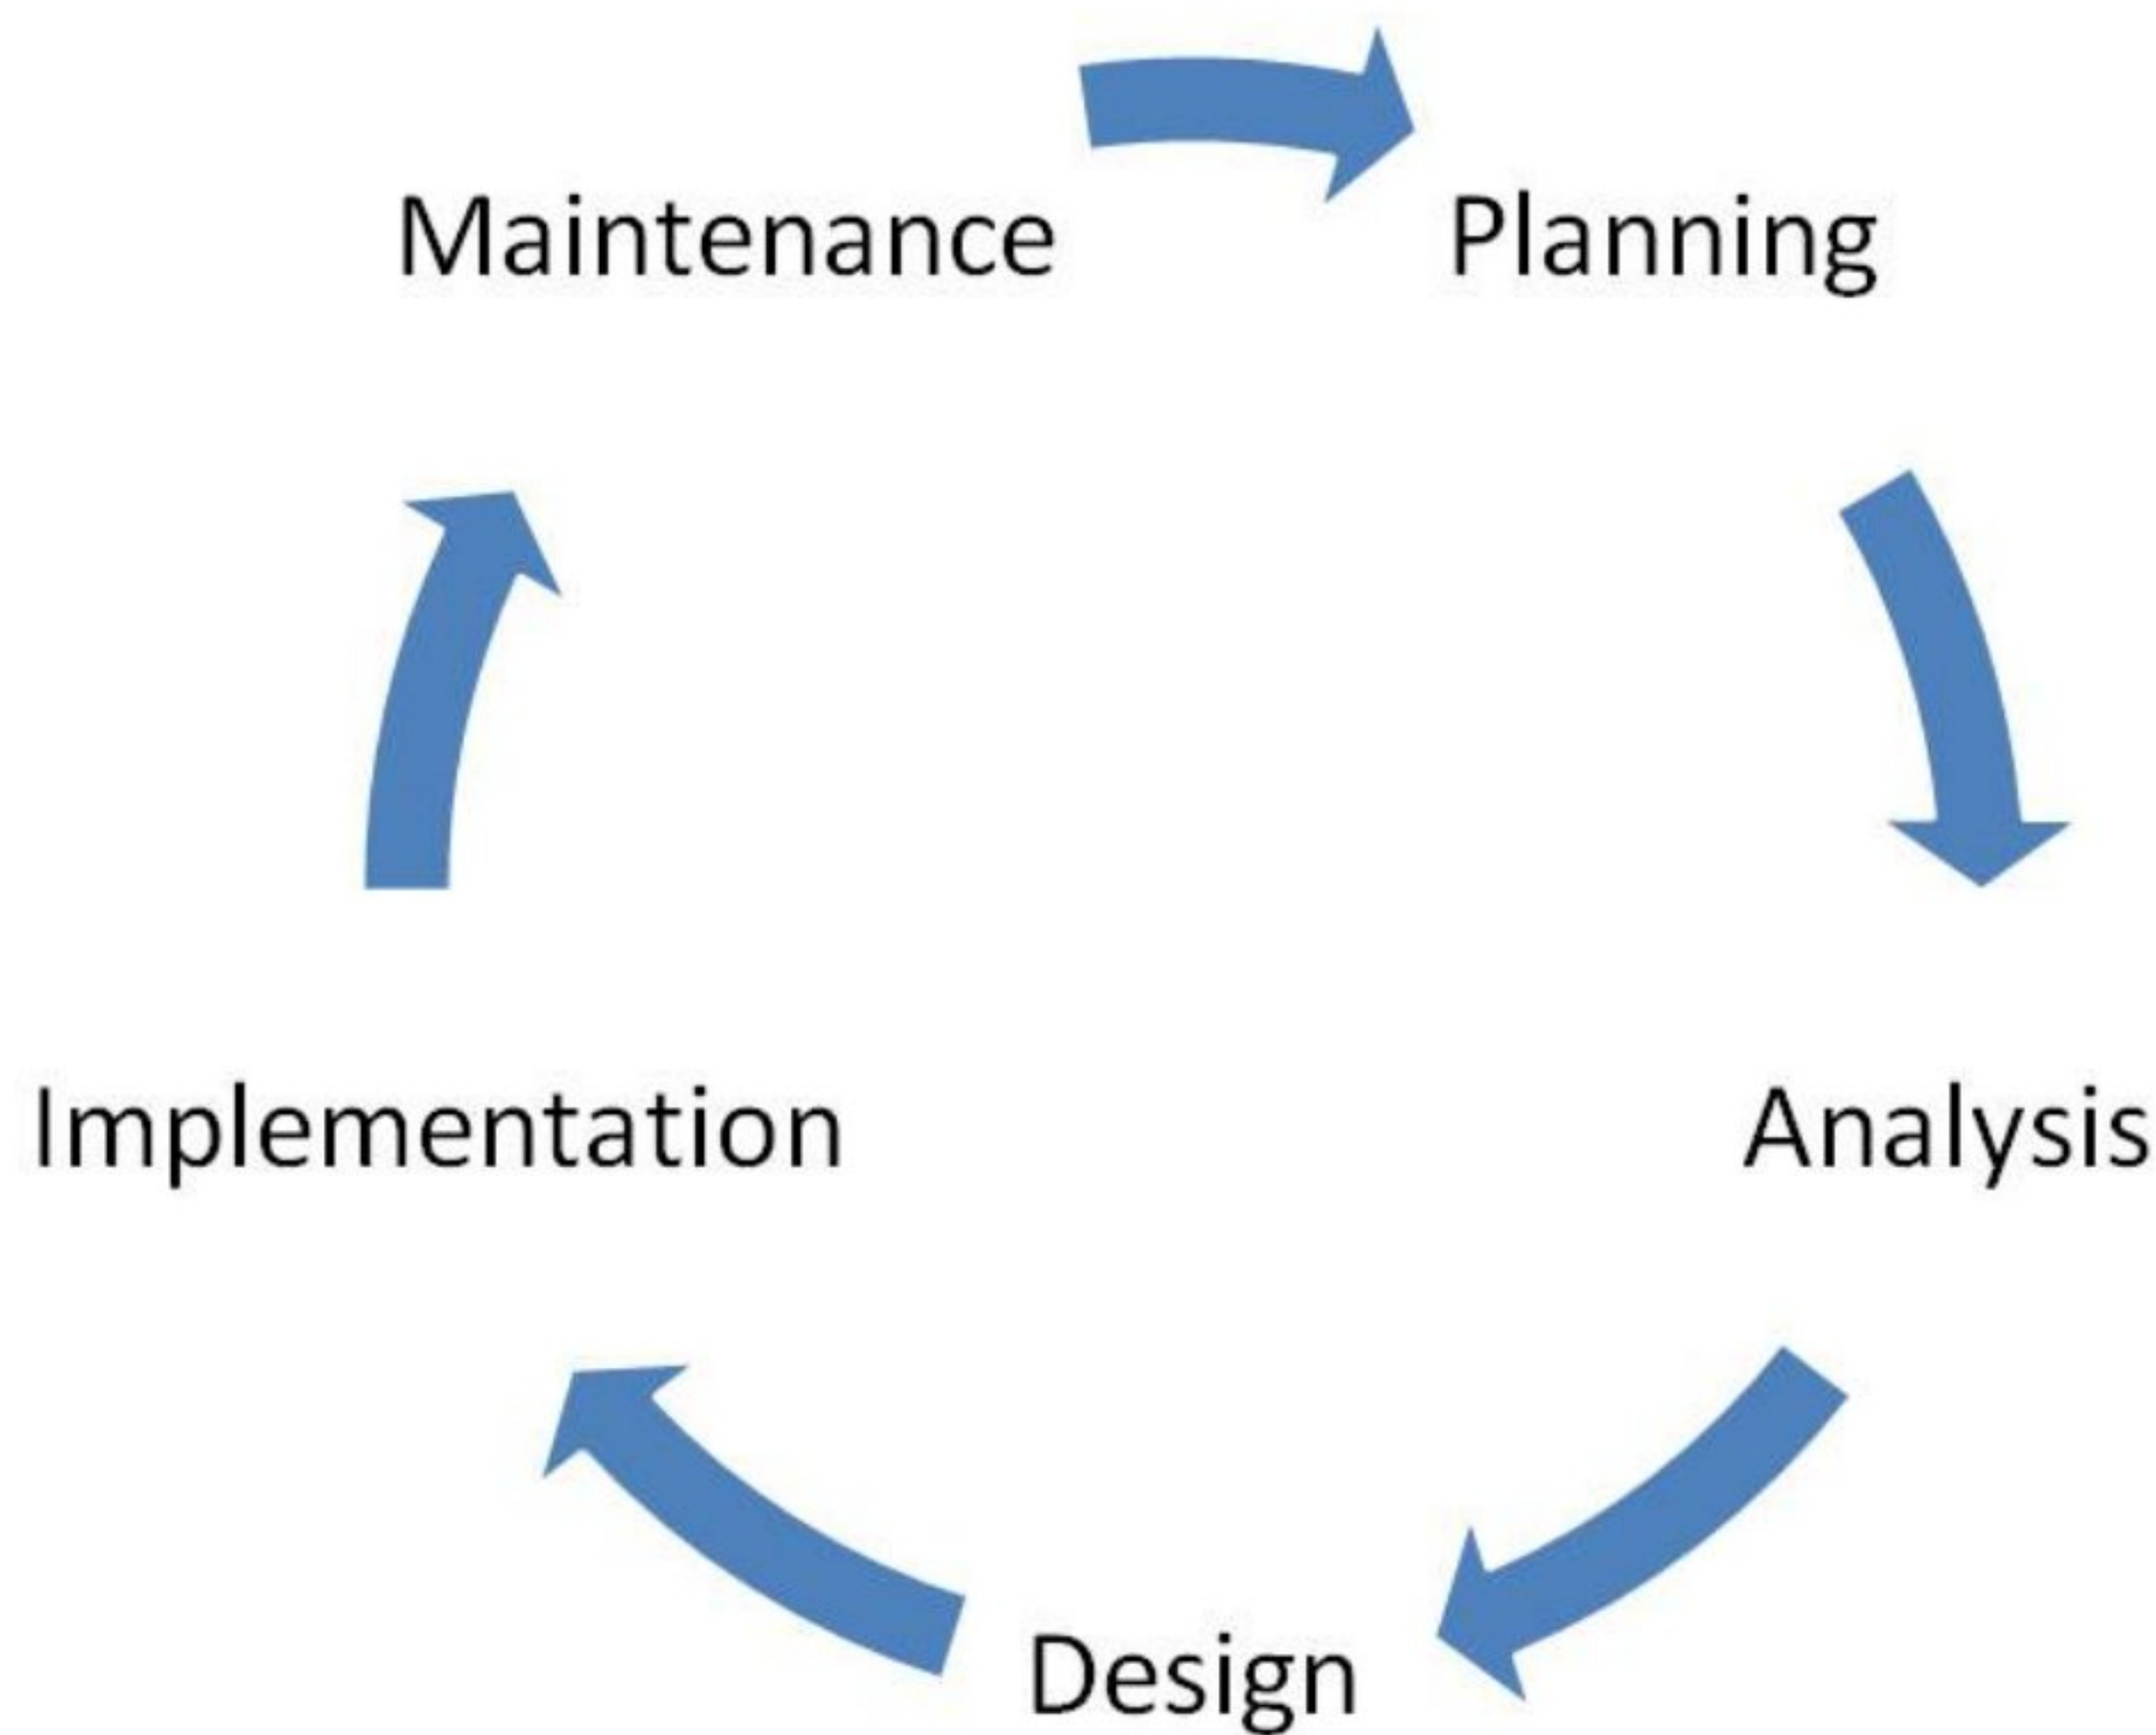 Maintenance
Planning
Analysis
Design
Implementation